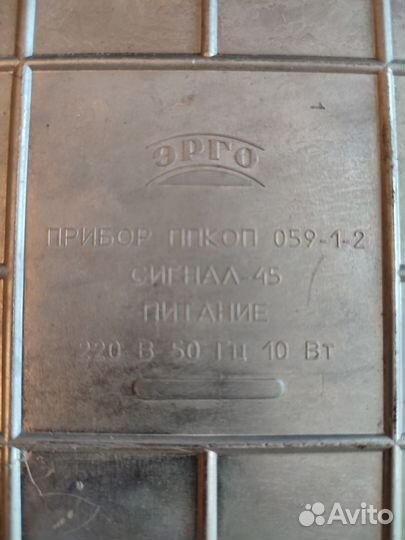 ЭРГО
ПРИБОР ППКОП 059-1-2
СИГНАЛ-45
ПИТАНИЕ
220 В 50 ГЦ 10 Вт
Avito